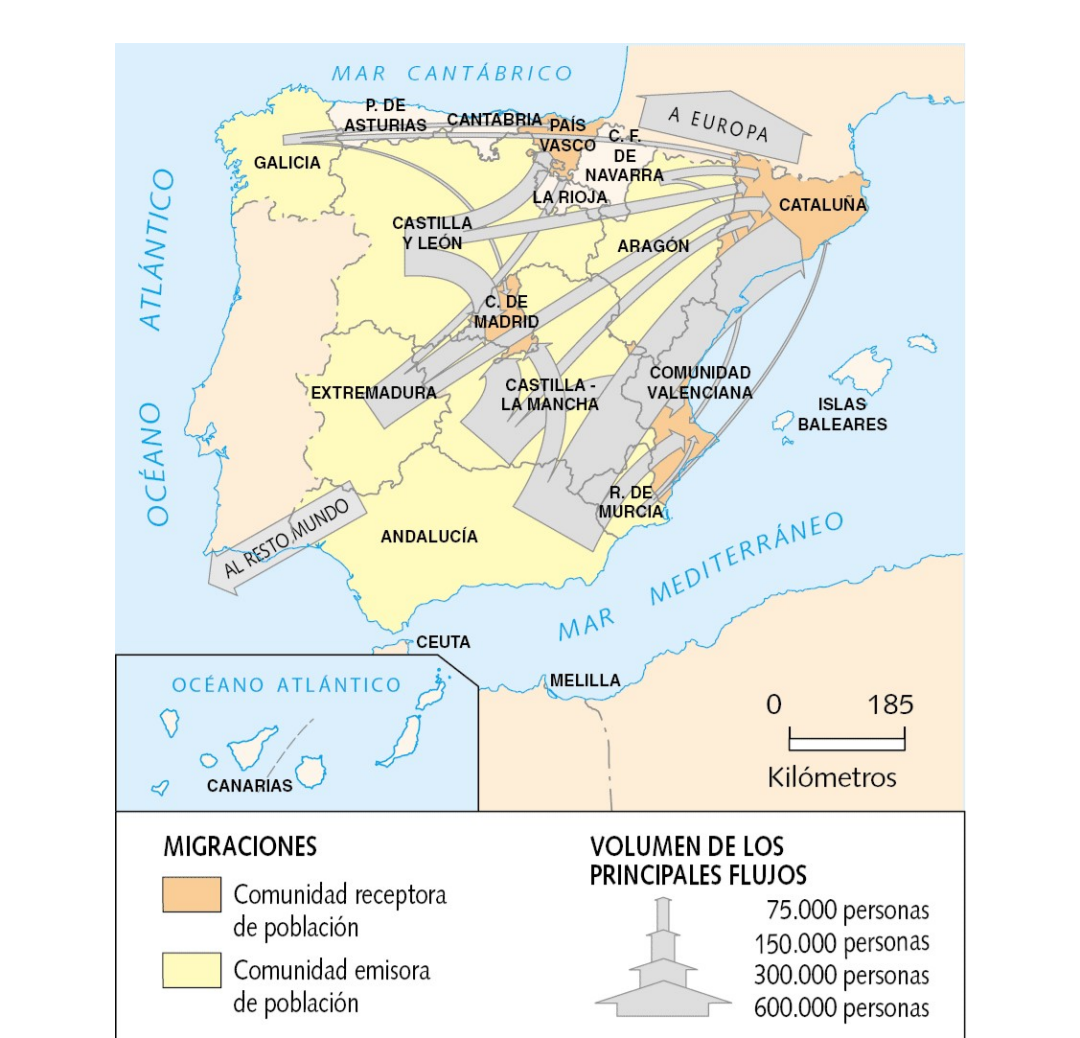 MAR CANTÁBRICO
P. DE
ASTURIAS
CANTABRIA
PAÍS
VASCO
A EUROPA
C. F.
DE
NAVARRA
GALICIA
LA RIOJA
CATALUÑA
CASTILLA
Y LEÓN
ARAGÓN
OCÉANO ATLÁNTICO
C. DE
MADRID
EXTREMADURA
CASTILLA -
LA MANCHA
COMUNIDAD
VALENCIANA
ISLAS
BALEARES
R. DE
MURCIA
AL RESTO MUNDO
ANDALUCÍA
MAR MEDITERRÁNEO
CEUTA
MELILLA
OCÉANO ATLÁNTICO
CANARIAS
0 185
Kilómetros
MIGRACIONES
Comunidad receptora
de población
Comunidad emisora
de población
VOLUMEN DE LOS
PRINCIPALES FLUJOS
75.000 personas
150.000 personas
300.000 personas
600.000 personas